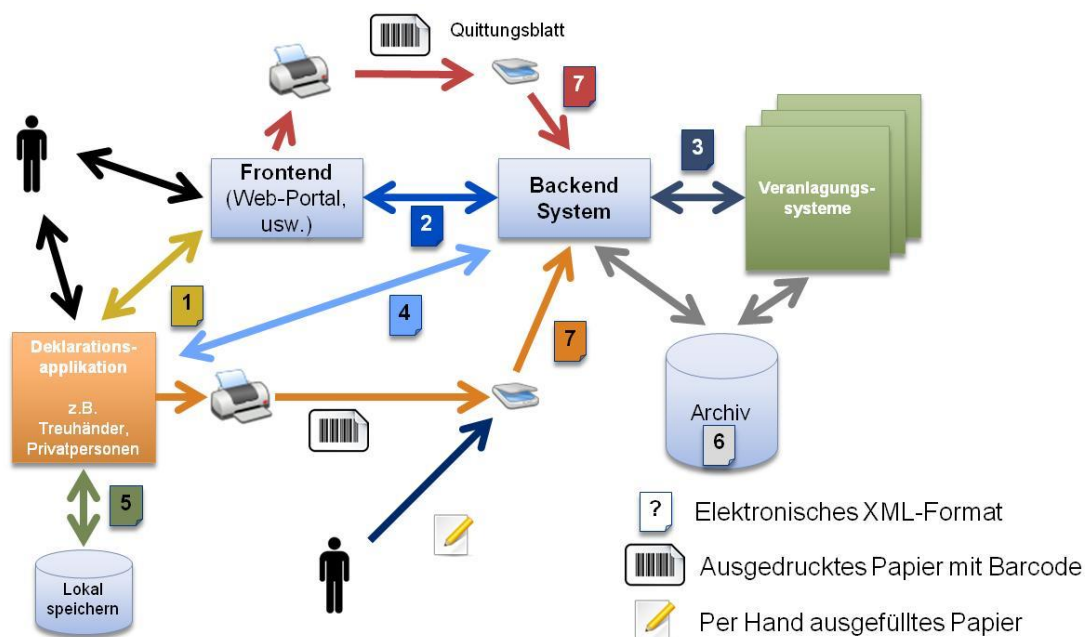 Quittungsblatt
7
3
Frontend
(Web-Portal,
usw.)
2
Backend
System
Veranlagungs-
systeme
1
4
7
Deklarations-
applikation
z.B.
Treuhänder,
Privatpersonen
Archiv
6
5
Lokal
speichern
? Elektronisches XML-Format
Ausgedrucktes Papier mit Barcode
Per Hand ausgefülltes Papier